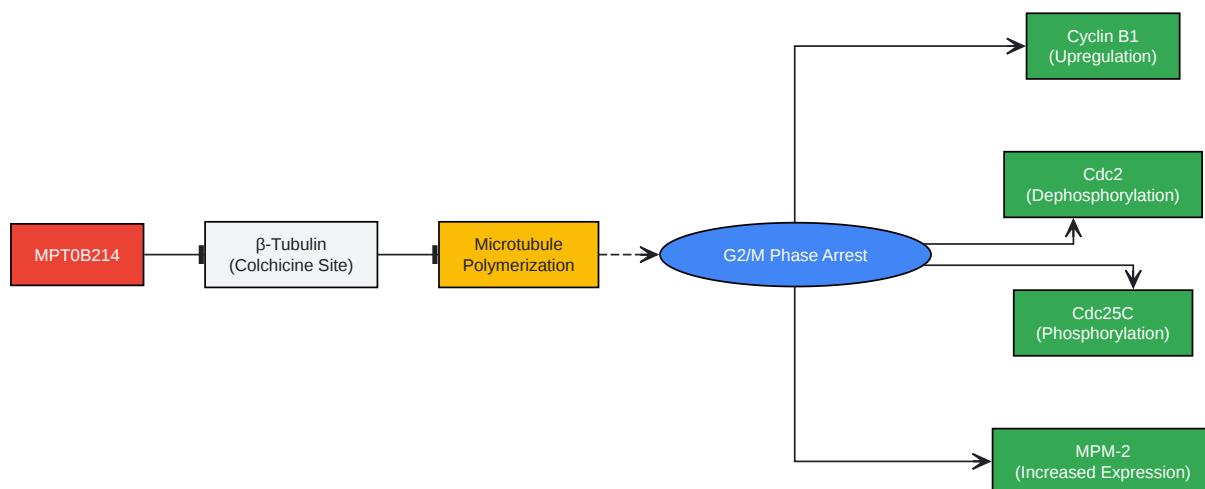 MPT0B214
β-Tubulin
(Colchicine Site)
Microtubule
Polymerization
G2/M Phase Arrest
Cyclin B1
(Upregulation)
Cdc2
(Dephosphorylation)
Cdc25C
(Phosphorylation)
MPM-2
(Increased Expression)